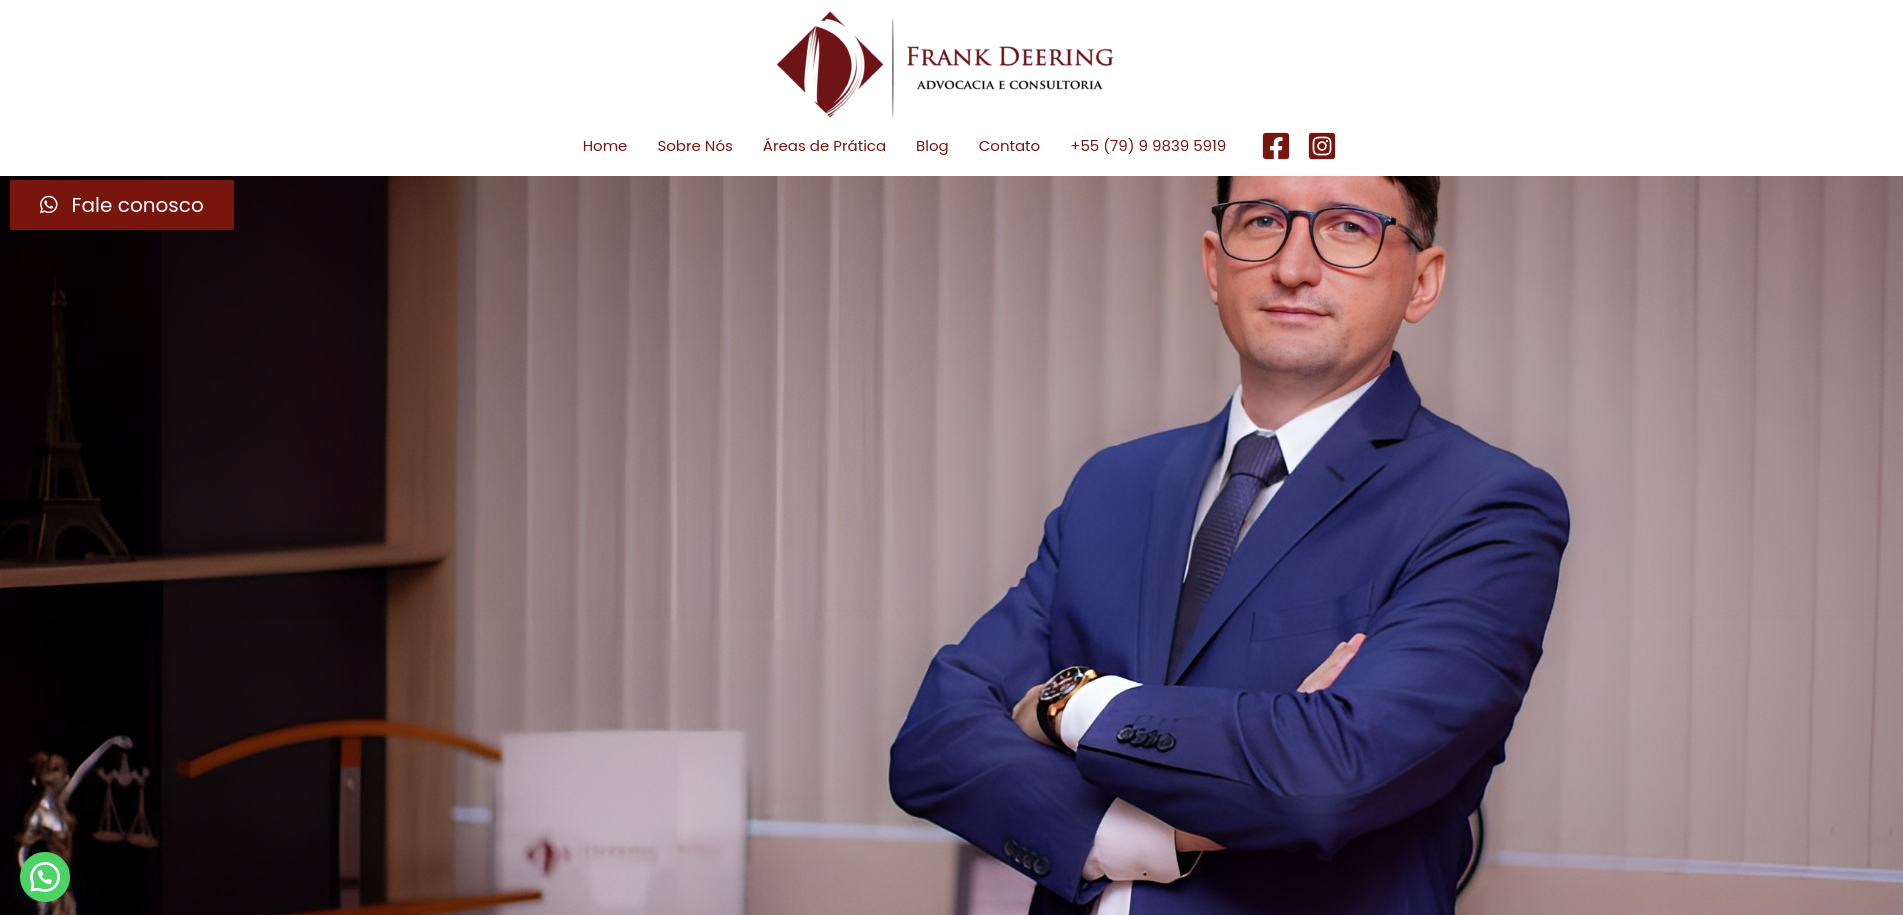 FRANK DEERING
ADVOCACIA E CONSULTORIA
Home Sobre Nós Áreas de Prática Blog Contato +55 (79) 9 9839 5919
Fale conosco